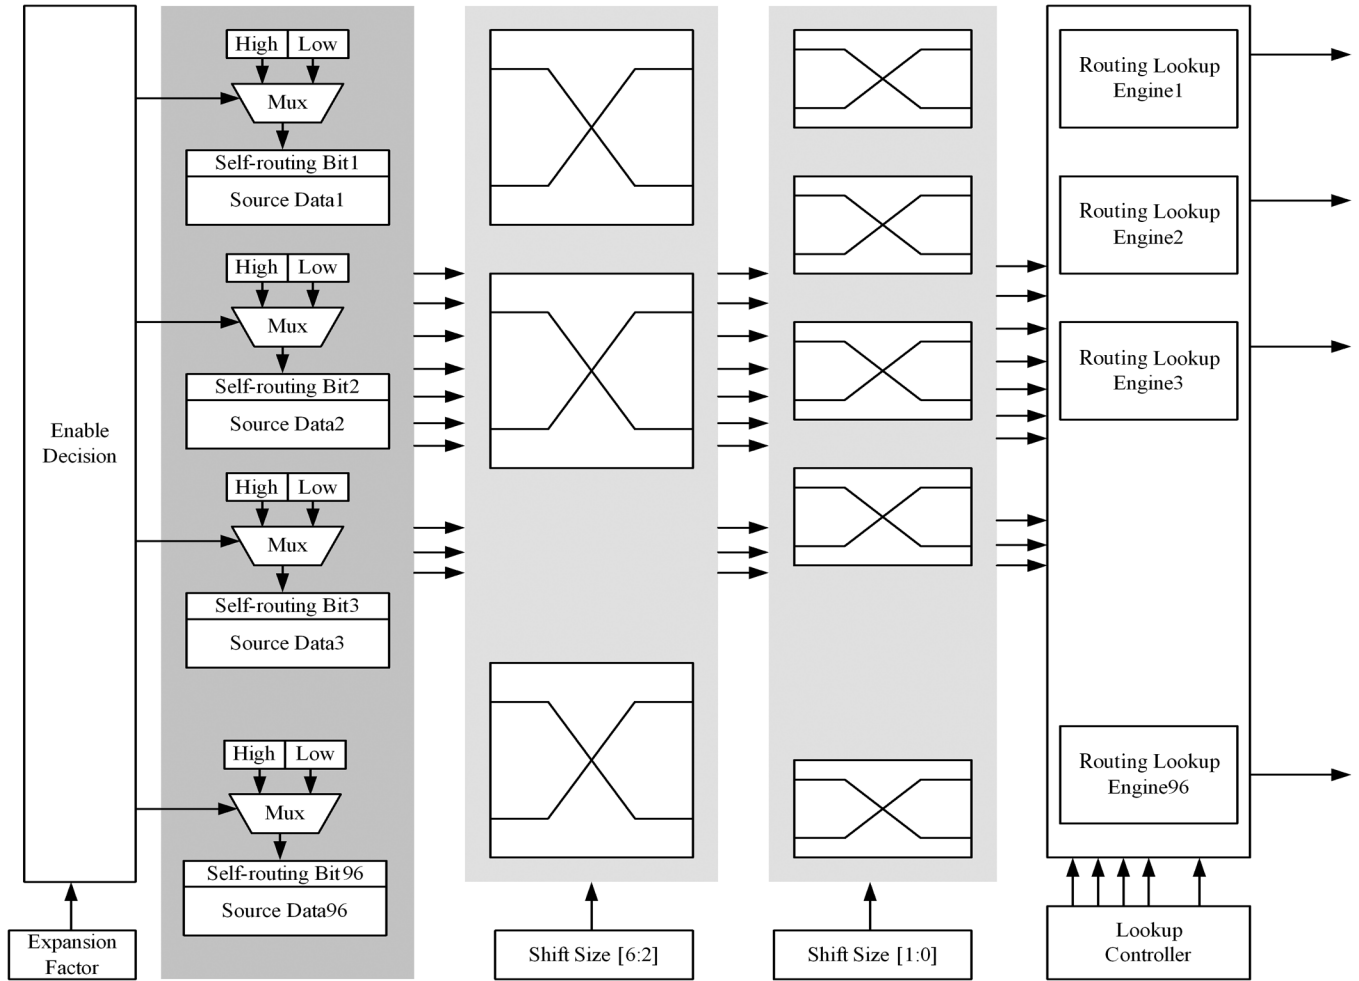 Enable
Decision
Expansion
Factor
High Low
Mux
Self-routing Bit1
Source Data1
High Low
Mux
Self-routing Bit2
Source Data2
High Low
Mux
Self-routing Bit3
Source Data3
High Low
Mux
Self-routing Bit96
Source Data96
Shift Size [6:2]
Shift Size [1:0]
Routing Lookup
Engine1
Routing Lookup
Engine2
Routing Lookup
Engine3
Routing Lookup
Engine96
Lookup
Controller